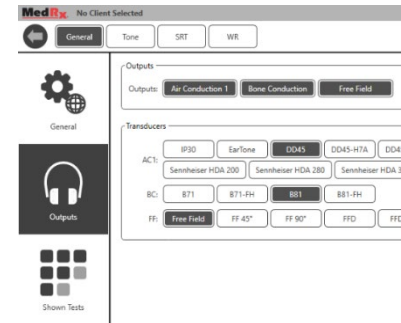 MedRx No Client Selected
General Tone SRT WR
Outputs
Outputs: Air Conduction 1 Bone Conduction Free Field
General
Transducers
IP30 EarTone DD45 DD45-H7A
AC1:
Sennheiser HDA 200 Sennheiser HDA 280 Sennheiser HDA
BC: B71 B71-FH B81 B81-FH
Outputs
FF: Free Field FF 45° FF 90° FFD
Shown Tests